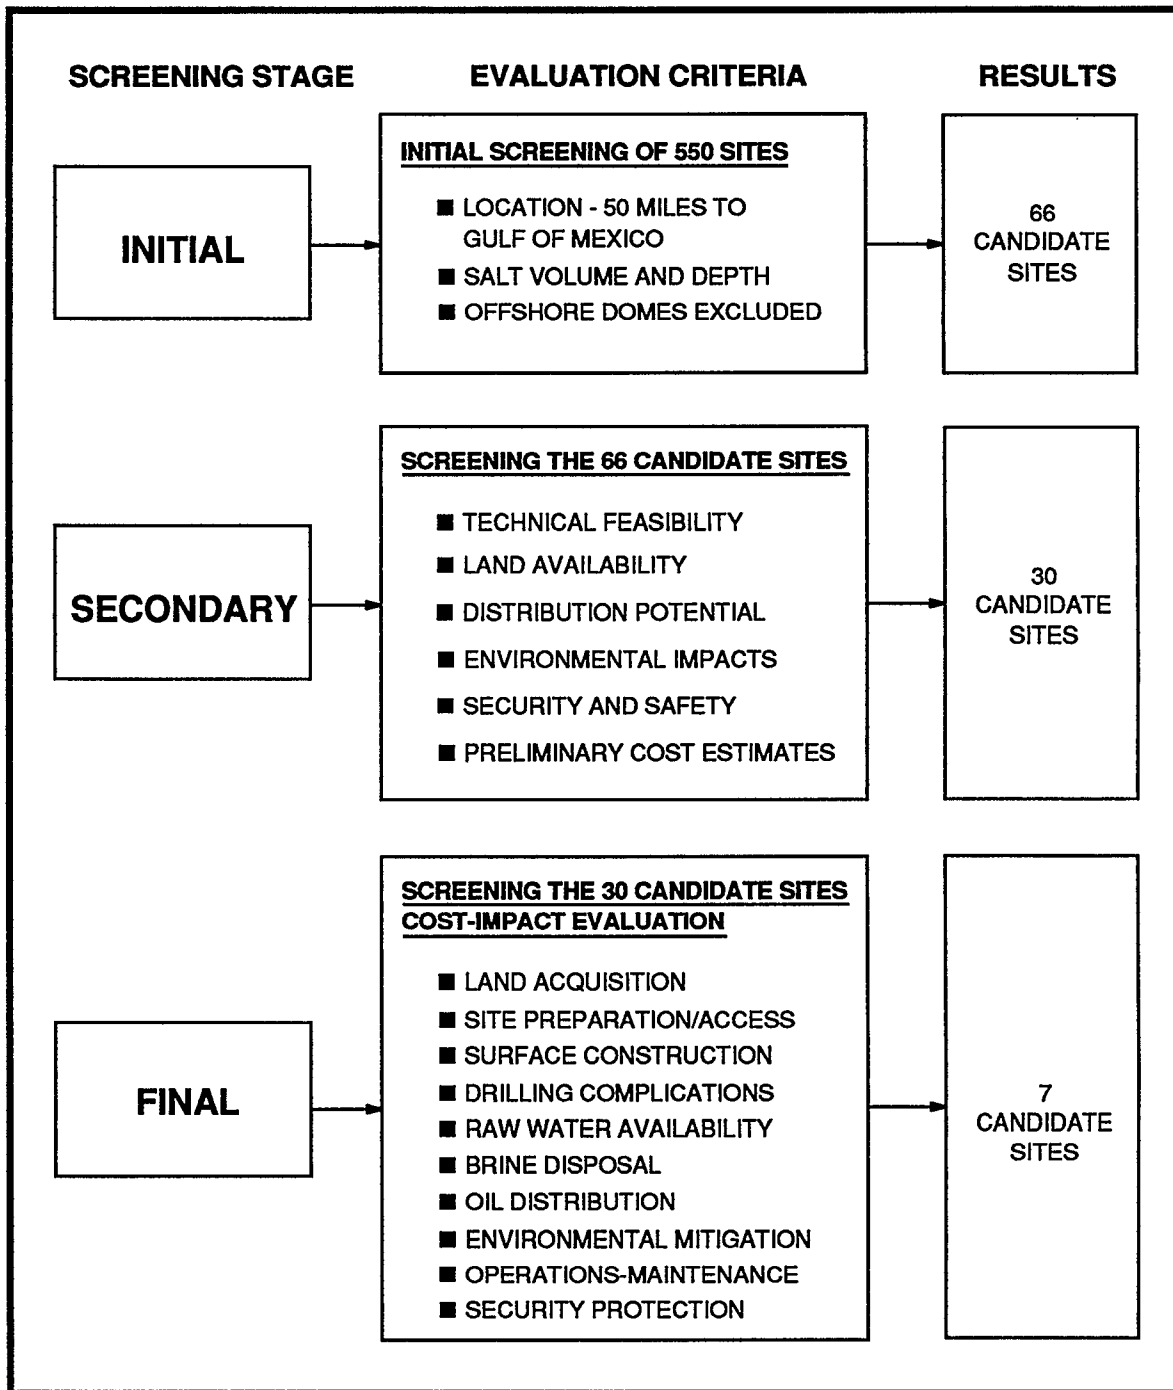 SCREENING STAGE
EVALUATION CRITERIA
RESULTS
INITIAL
INITIAL SCREENING OF 550 SITES
■ LOCATION - 50 MILES TO
GULF OF MEXICO
■ SALT VOLUME AND DEPTH
■ OFFSHORE DOMES EXCLUDED
66
CANDIDATE
SITES
SECONDARY
SCREENING THE 66 CANDIDATE SITES
■ TECHNICAL FEASIBILITY
■ LAND AVAILABILITY
■ DISTRIBUTION POTENTIAL
■ ENVIRONMENTAL IMPACTS
■ SECURITY AND SAFETY
■ PRELIMINARY COST ESTIMATES
30
CANDIDATE
SITES
FINAL
SCREENING THE 30 CANDIDATE SITES
COST-IMPACT EVALUATION
■ LAND ACQUISITION
■ SITE PREPARATION/ACCESS
■ SURFACE CONSTRUCTION
■ DRILLING COMPLICATIONS
■ RAW WATER AVAILABILITY
■ BRINE DISPOSAL
■ OIL DISTRIBUTION
■ ENVIRONMENTAL MITIGATION
■ OPERATIONS-MAINTENANCE
■ SECURITY PROTECTION
7
CANDIDATE
SITES